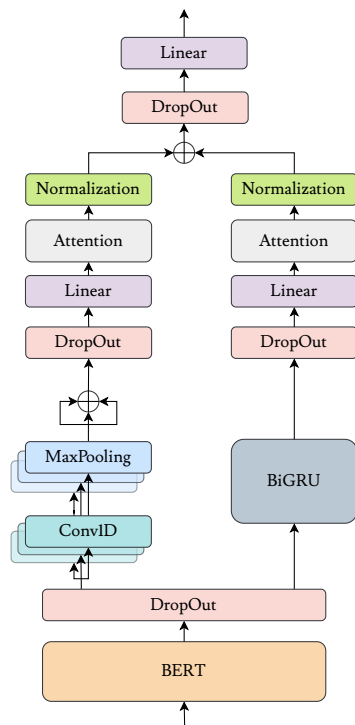 Linear
DropOut
Normalization
Normalization
Attention
Attention
Linear
Linear
DropOut
DropOut
MaxPooling
BiGRU
Conv1D
DropOut
BERT